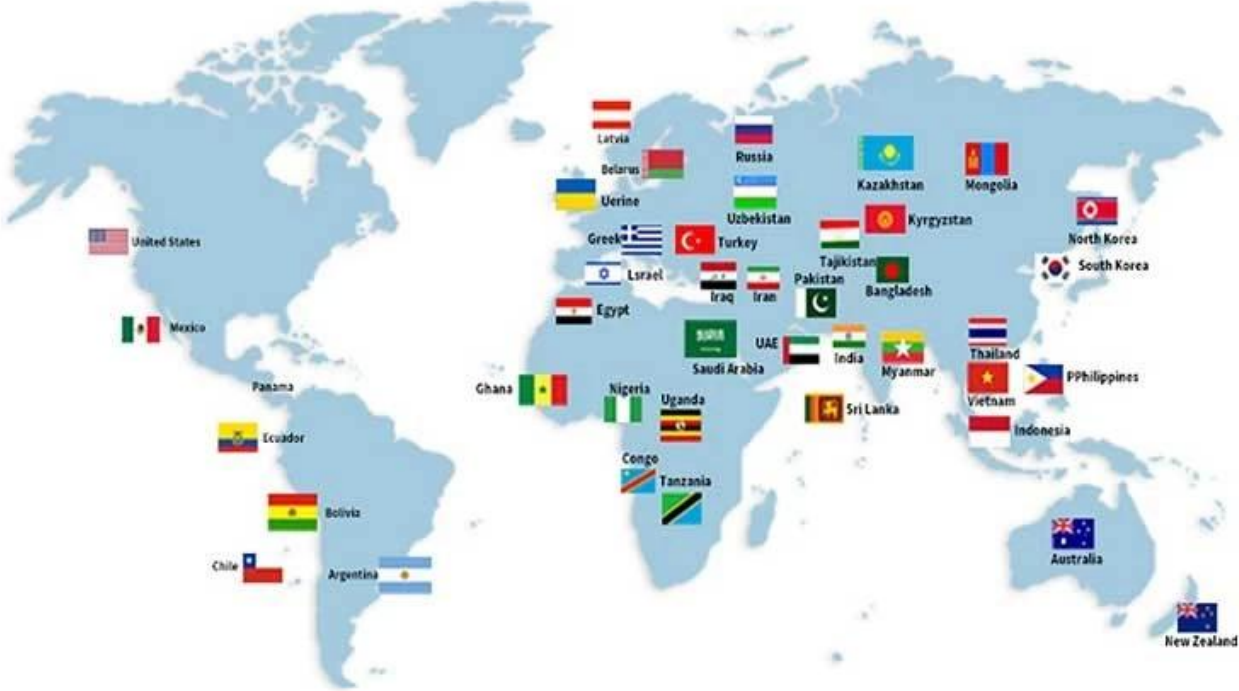 Latvia
Russia
Belarus
Kazakhstan
Mongolia
Uerine
Uzbekistan
Kyrgyzstan
North Korea
United States
Greek
Turkey
Tajikistan
South Korea
Lsrael
Iraq
Iran
Pakistan
Bangladesh
Egypt
Mexico
Saudi Arabia
UAE
India
Myanmar
Thailand
PPhilippines
Panama
Ghana
Nigeria
Uganda
Sri Lanka
Vietnam
Ecuador
Indonesia
Congo
Tanzania
Bolivia
Chile
Argentina
Australia
New Zealand